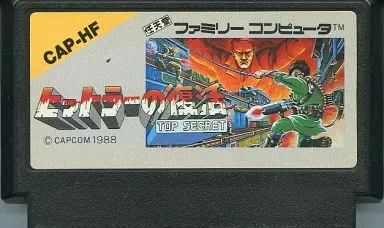 CAP-HF
任天堂
ファミリー コンピュータ™
ヒットラーの復活
TOP SECRET
© CAPCOM 1988